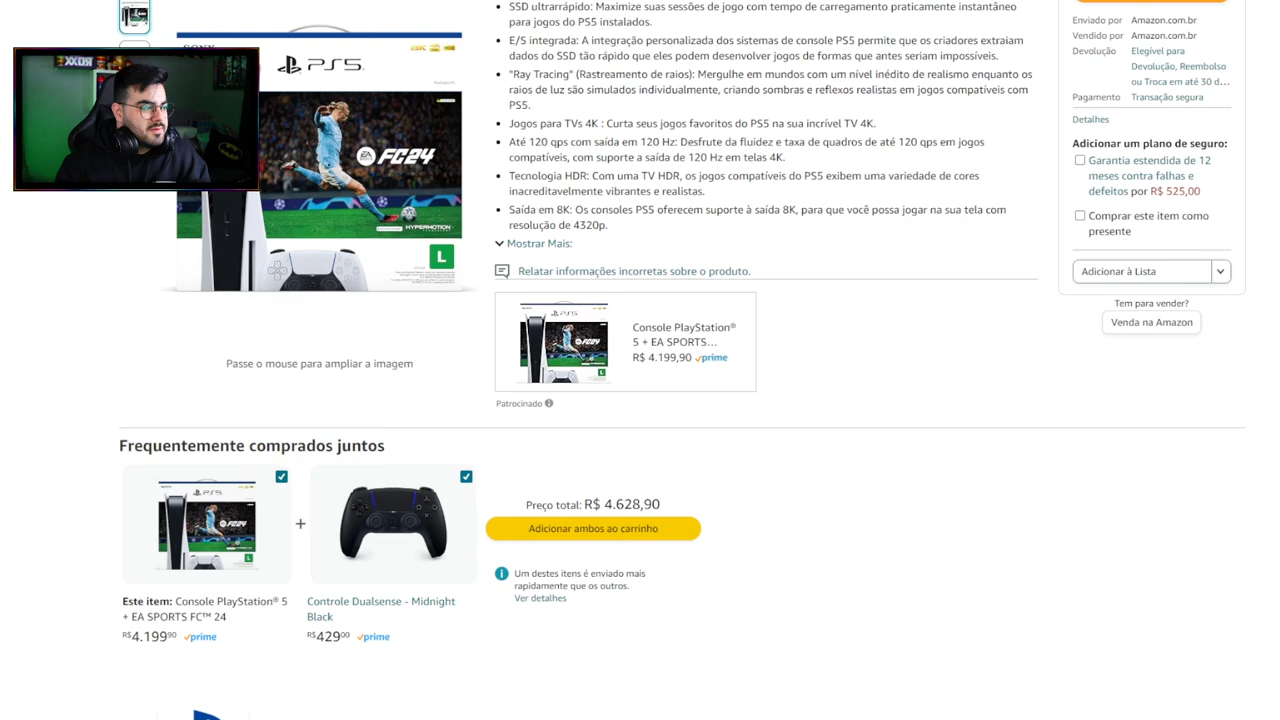 SSD ultrarrápido: Maximize suas sessões de jogo com tempo de carregamento praticamente instantâneo
para jogos do PS5 instalados.
E/S integrada: A integração personalizada dos sistemas de console PS5 permite que os criadores extraiam
dados do SSD tão rápido que eles podem desenvolver jogos de formas que antes seriam impossíveis.
"Ray Tracing" (Rastreamento de raios): Mergulhe em mundos com um nível inédito de realismo enquanto os
raios de luz são simulados individualmente, criando sombras e reflexos realistas em jogos compatíveis com
PS5.
Jogos para TVs 4K : Curta seus jogos favoritos do PS5 na sua incrível TV 4K.
Até 120 qps com saída em 120 Hz: Desfrute da fluidez e taxa de quadros de até 120 qps em jogos
compatíveis, com suporte a saída de 120 Hz em telas 4K.
Tecnologia HDR: Com uma TV HDR, os jogos compatíveis do PS5 exibem uma variedade de cores
inacreditavelmente vibrantes e realistas.
Saída em 8K: Os consoles PS5 oferecem suporte à saída 8K, para que você possa jogar na sua tela com
resolução de 4320p.
Mostrar Mais:
Relatar informações incorretas sobre o produto.
Console PlayStation®
5 + EA SPORTS...
R$ 4.199,90 prime
Patrocinado
Enviado por Amazon.com.br
Vendido por Amazon.com.br
Devolução Elegível para
Devolução, Reembolso
ou Troca em até 30 d...
Pagamento Transação segura
Detalhes
Adicionar um plano de seguro:
Garantia estendida de 12
meses contra falhas e
defeitos por R$ 525,00
Comprar este item como
presente
Adicionar à Lista
Tem para vender?
Venda na Amazon
SONY
PS5
8K
EA SPORTS FC24
HYPERMOTION
L
Passe o mouse para ampliar a imagem
Frequentemente comprados juntos
PS5
FC24
+
Preço total: R$ 4.628,90
Adicionar ambos ao carrinho
Um destes itens é enviado mais
rapidamente que os outros.
Ver detalhes
Este item: Console PlayStation® 5
+ EA SPORTS FC™ 24
R$4.199⁹⁰ prime
Controle Dualsense - Midnight
Black
R$429⁰⁰ prime